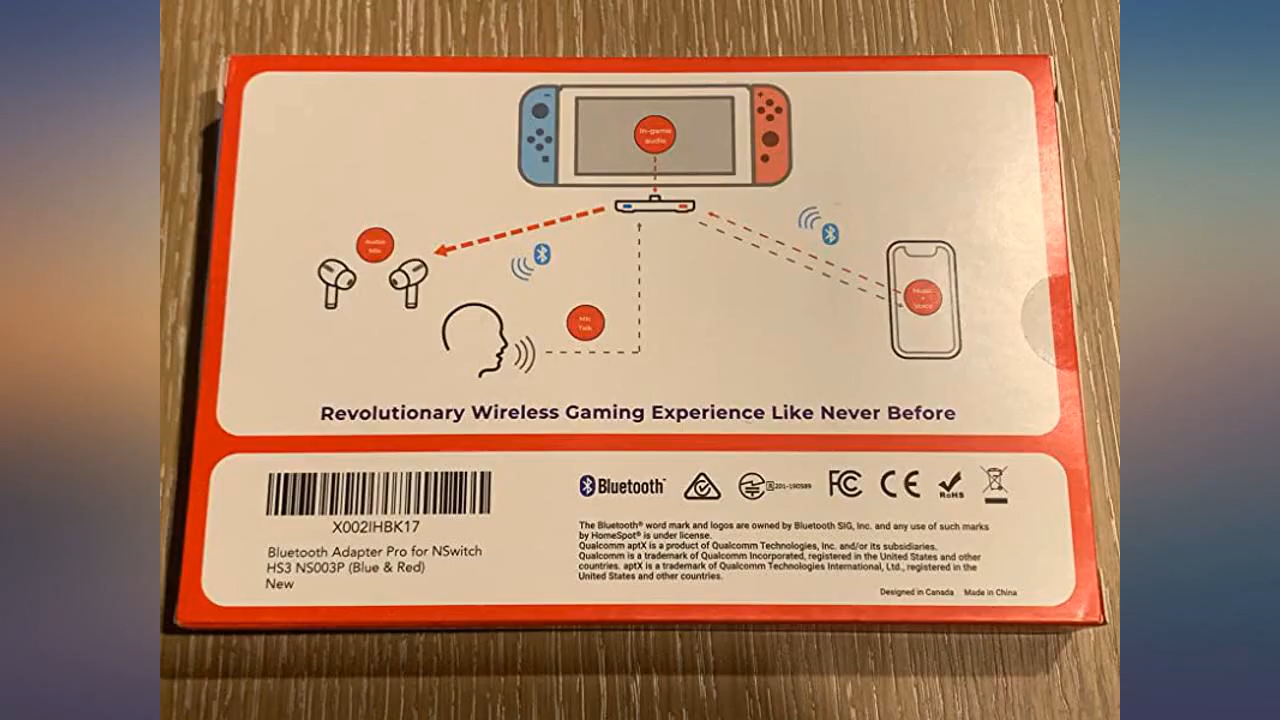 In-game
audio
Audio
Mix
Mic
Talk
Music
+
Voice
Revolutionary Wireless Gaming Experience Like Never Before
X002IHBK17
Bluetooth Adapter Pro for NSwitch
HS3 NS003P (Blue & Red)
New
Bluetooth™
R 201-190589
FC CE
RoHS
The Bluetooth® word mark and logos are owned by Bluetooth SIG, Inc. and any use of such marks
by HomeSpot® is under license.
Qualcomm aptX is a product of Qualcomm Technologies, Inc. and/or its subsidiaries.
Qualcomm is a trademark of Qualcomm Incorporated, registered in the United States and other
countries. aptX is a trademark of Qualcomm Technologies International, Ltd., registered in the
United States and other countries.
Designed in Canada Made in China